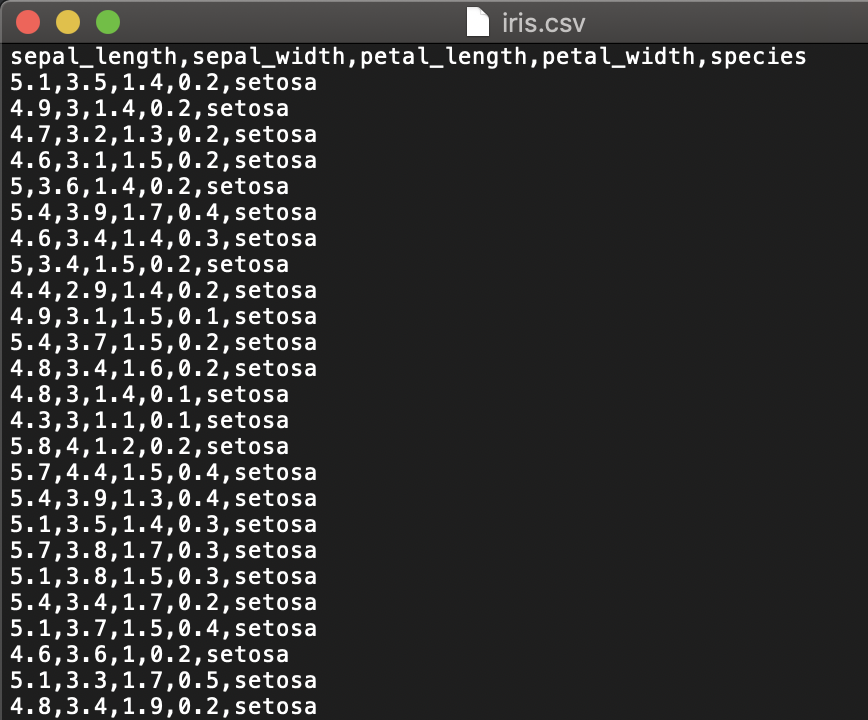 iris.csv
sepal_length,sepal_width,petal_length,petal_width,species
5.1,3.5,1.4,0.2,setosa
4.9,3,1.4,0.2,setosa
4.7,3.2,1.3,0.2,setosa
4.6,3.1,1.5,0.2,setosa
5,3.6,1.4,0.2,setosa
5.4,3.9,1.7,0.4,setosa
4.6,3.4,1.4,0.3,setosa
5,3.4,1.5,0.2,setosa
4.4,2.9,1.4,0.2,setosa
4.9,3.1,1.5,0.1,setosa
5.4,3.7,1.5,0.2,setosa
4.8,3.4,1.6,0.2,setosa
4.8,3,1.4,0.1,setosa
4.3,3,1.1,0.1,setosa
5.8,4,1.2,0.2,setosa
5.7,4.4,1.5,0.4,setosa
5.4,3.9,1.3,0.4,setosa
5.1,3.5,1.4,0.3,setosa
5.7,3.8,1.7,0.3,setosa
5.1,3.8,1.5,0.3,setosa
5.4,3.4,1.7,0.2,setosa
5.1,3.7,1.5,0.4,setosa
4.6,3.6,1,0.2,setosa
5.1,3.3,1.7,0.5,setosa
4.8,3.4,1.9,0.2,setosa